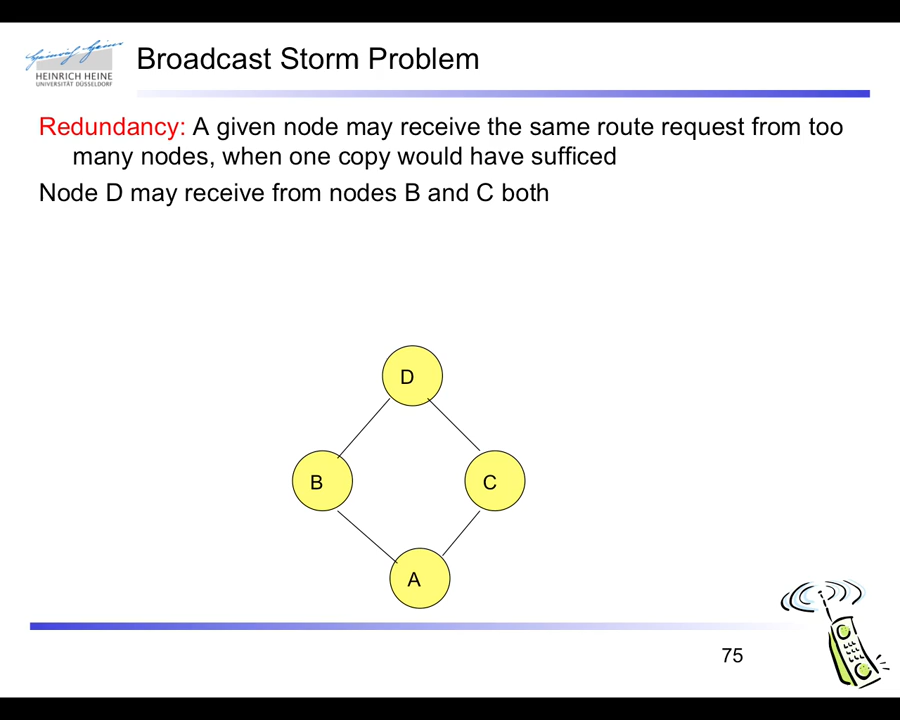 HEINRICH HEINE
UNIVERSITÄT DÜSSELDORF
Broadcast Storm Problem
Redundancy: A given node may receive the same route request from too
many nodes, when one copy would have sufficed
Node D may receive from nodes B and C both
D
B
C
A
75